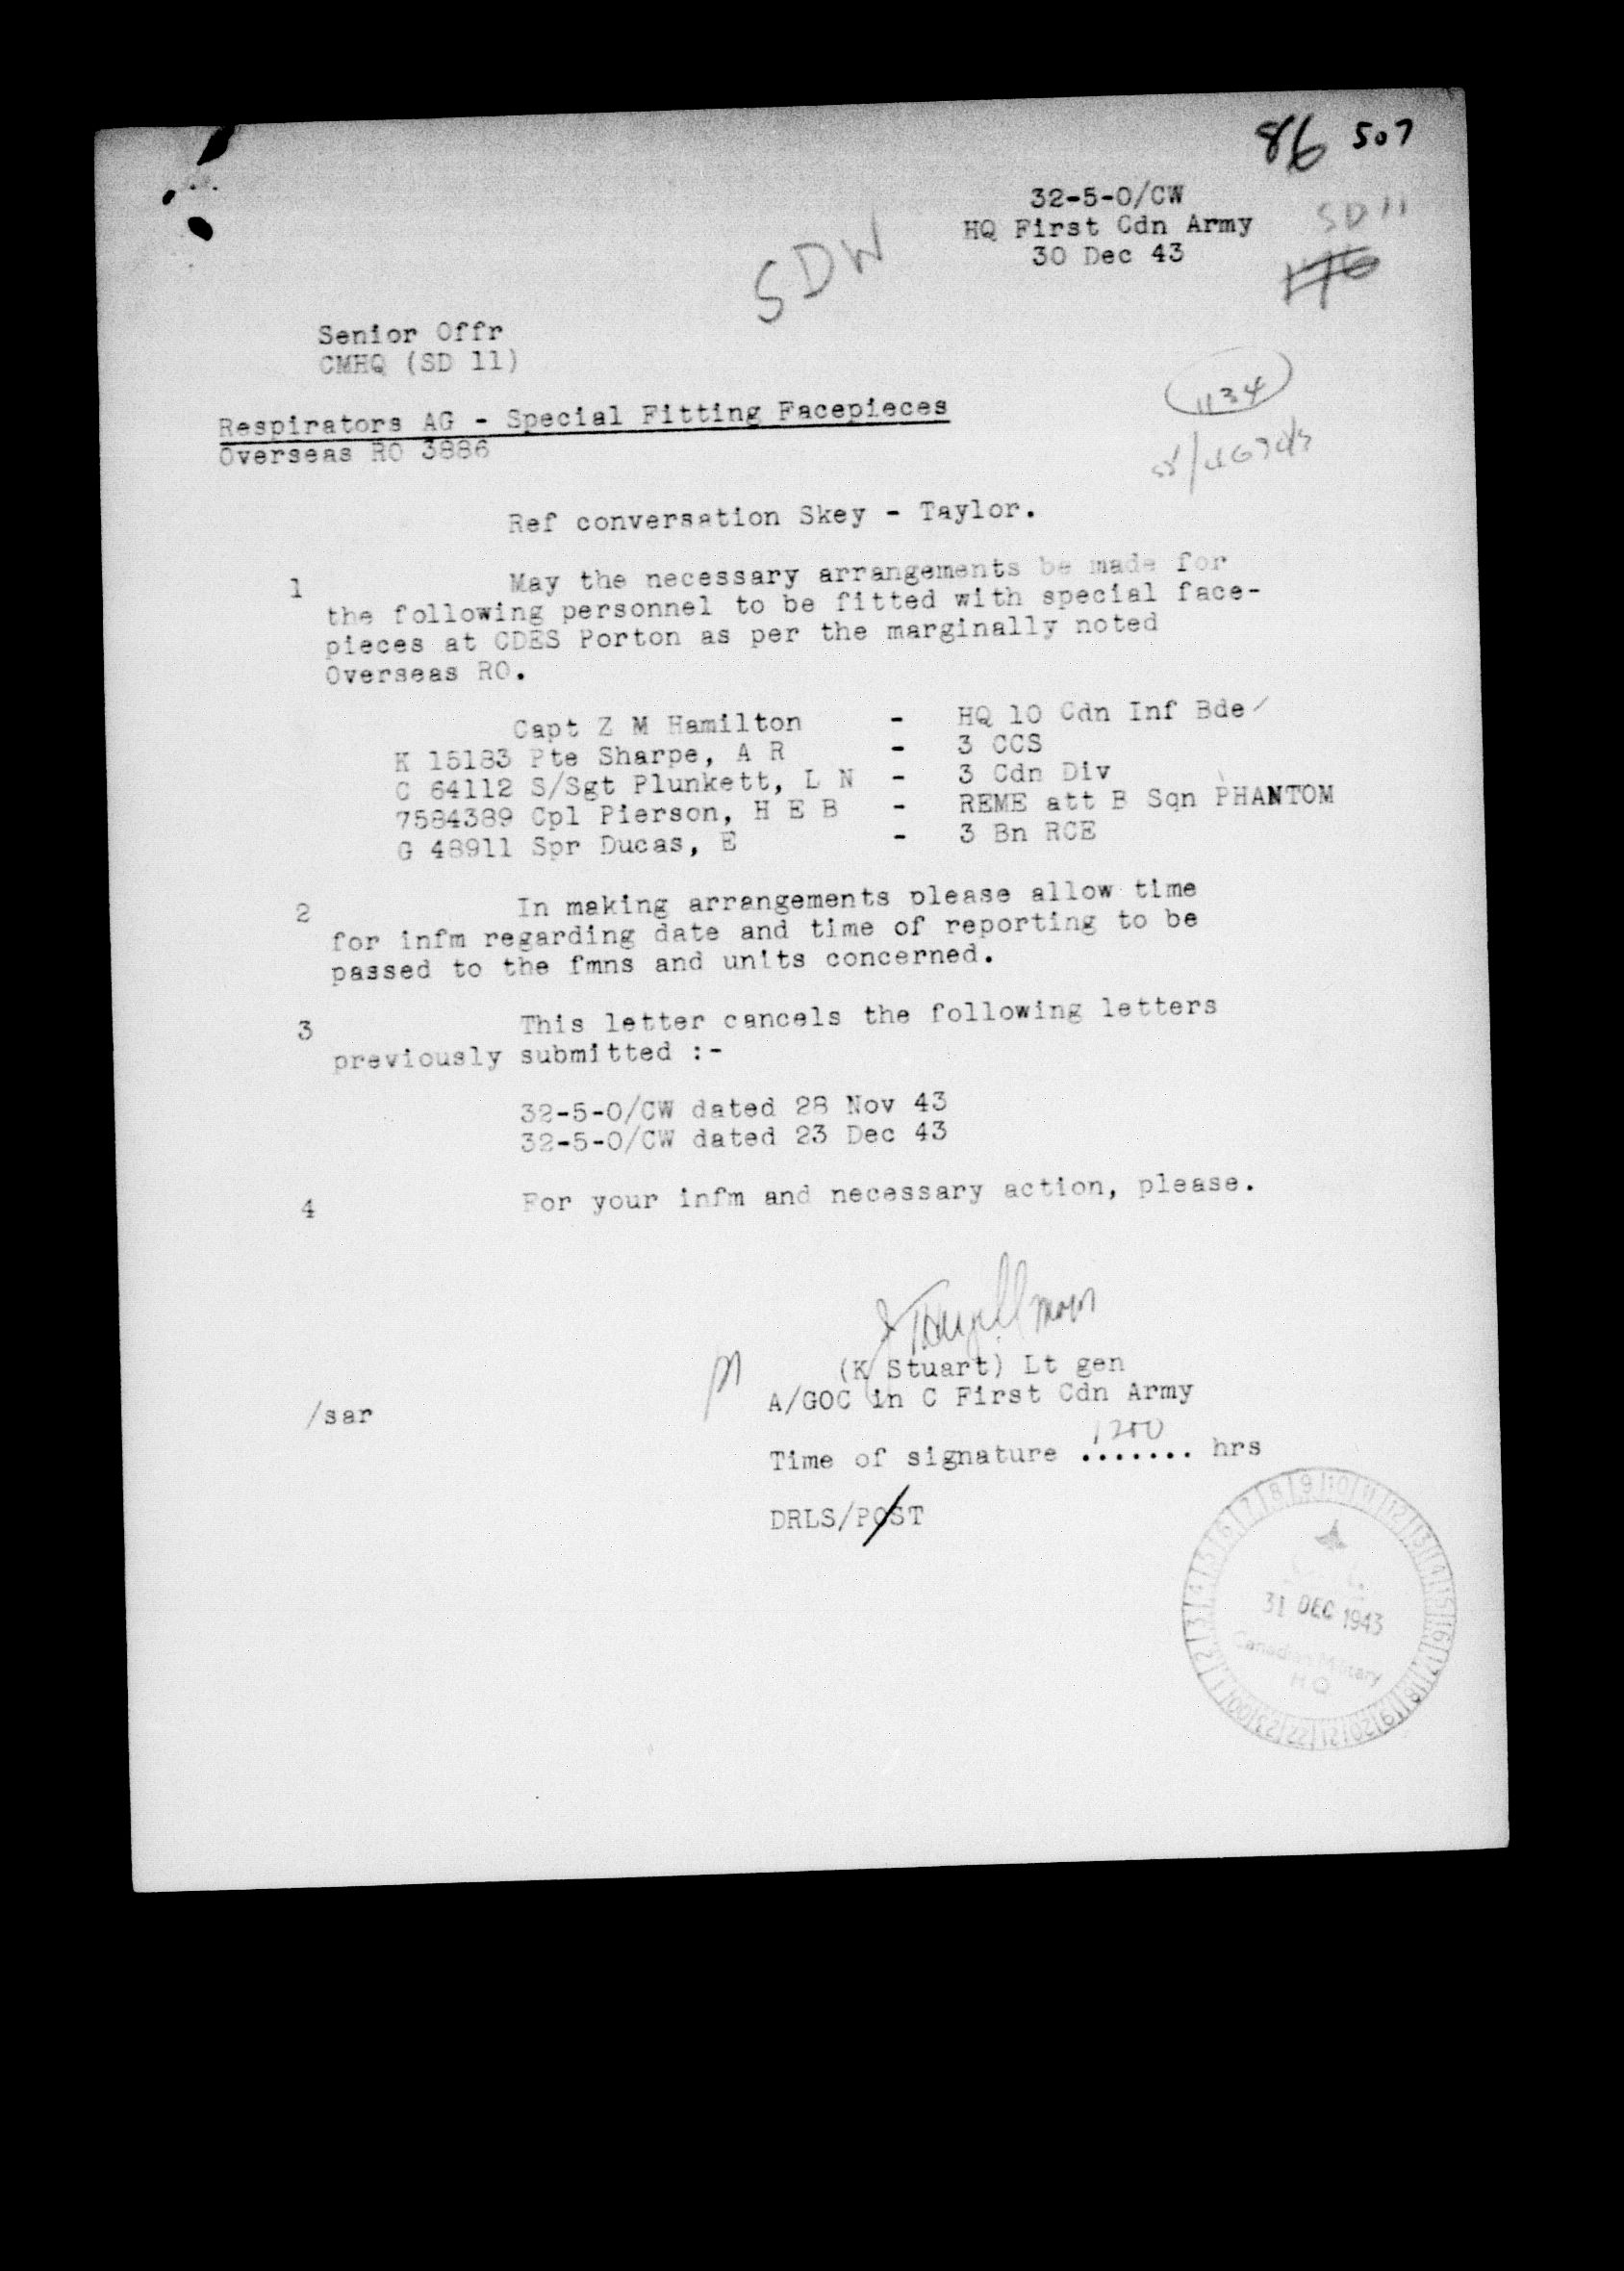 86 507
32-5-0/CW
HQ First Cdn Army
30 Dec 43
SD 11
SDW
Senior Offr
CMHQ (SD 11)
1134
Respirators AG - Special Fitting Facepieces
Overseas RO 3886
Ref conversation Skey - Taylor.
1 May the necessary arrangements be made for
the following personnel to be fitted with special face-
pieces at CDES Porton as per the marginally noted
Overseas RO.
Capt Z M Hamilton - HQ 10 Cdn Inf Bde
K 15183 Pte Sharpe, A R - 3 CCS
C 64112 S/Sgt Plunkett, L N - 3 Cdn Div
7584389 Cpl Pierson, H E B - REME att B Sqn PHANTOM
G 48911 Spr Ducas, E - 3 Bn RCE
2 In making arrangements please allow time
for infm regarding date and time of reporting to be
passed to the fmns and units concerned.
3 This letter cancels the following letters
previously submitted :-
32-5-0/CW dated 28 Nov 43
32-5-0/CW dated 23 Dec 43
4 For your infm and necessary action, please.
(K Stuart) Lt gen
A/GOC in C First Cdn Army
/sar
Time of signature ....... hrs
1200
DRLS/POST
31 DEC 1943
Canadian Military
H.Q